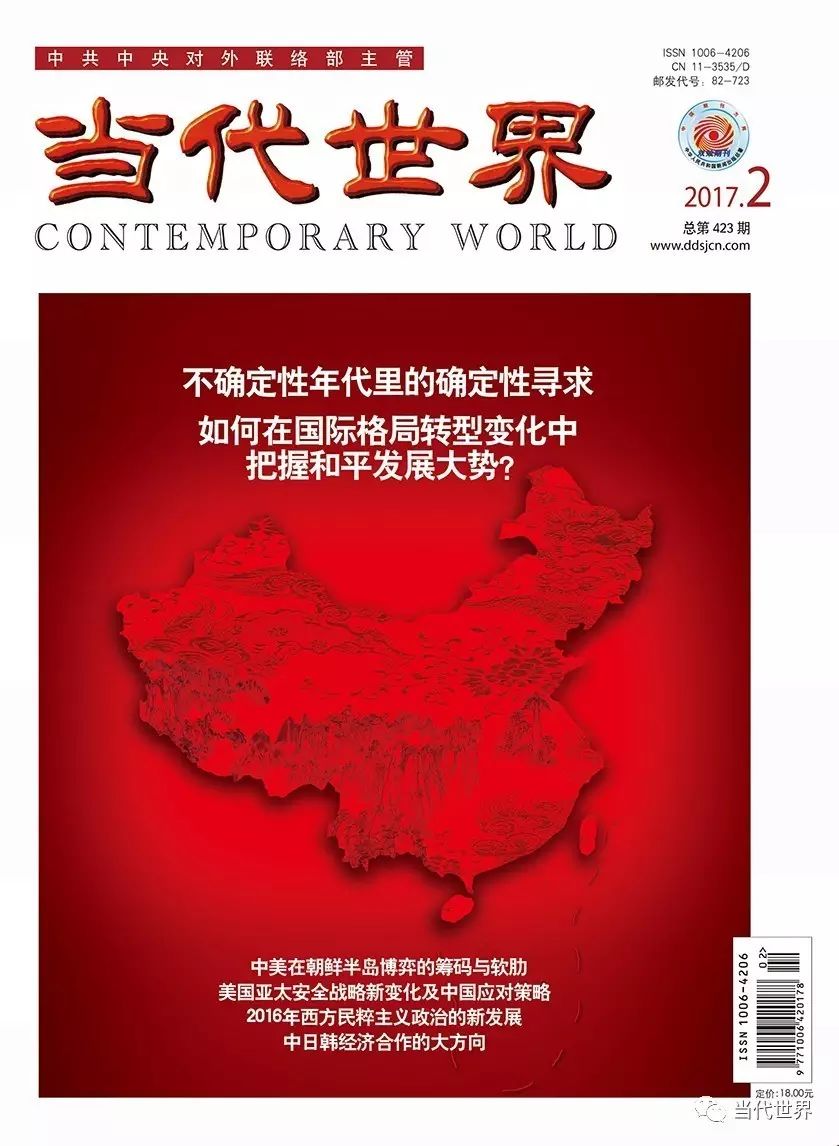 中共中央对外联络部主管
ISSN 1006-4206
CN 11-3535/D
邮发代号：82-723
当代世界
CONTEMPORARY WORLD
双效期刊
2017.2
总第 423 期
www.ddsjcn.com
不确定性年代里的确定性寻求
如何在国际格局转型变化中
把握和平发展大势？
中美在朝鲜半岛博弈的筹码与软肋
美国亚太安全战略新变化及中国应对策略
2016年西方民粹主义政治的新发展
中日韩经济合作的大方向
ISSN 1006-4206
02>
9 771006 420178
定价：18.00元
当代世界